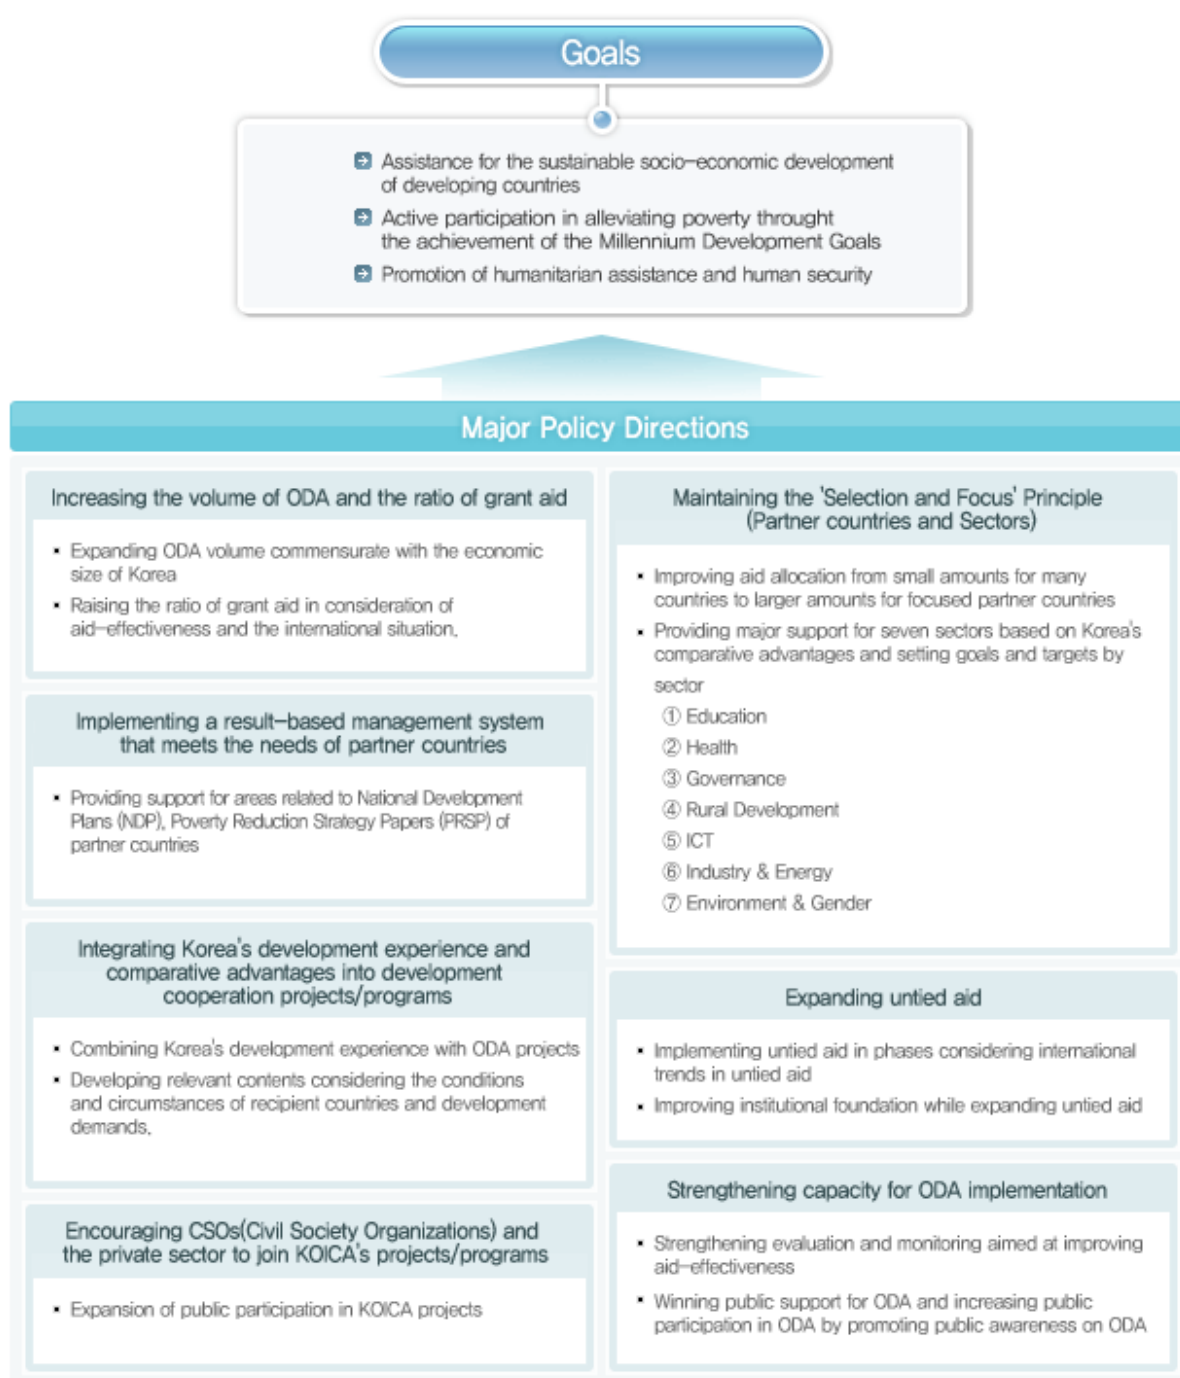 Goals
Assistance for the sustainable socio-economic development
of developing countries
Active participation in alleviating poverty throught
the achievement of the Millennium Development Goals
Promotion of humanitarian assistance and human security
Major Policy Directions
Increasing the volume of ODA and the ratio of grant aid
▪ Expanding ODA volume commensurate with the economic
size of Korea
▪ Raising the ratio of grant aid in consideration of
aid-effectiveness and the international situation.
Implementing a result-based management system
that meets the needs of partner countries
▪ Providing support for areas related to National Development
Plans (NDP), Poverty Reduction Strategy Papers (PRSP) of
partner countries
Integrating Korea's development experience and
comparative advantages into development
cooperation projects/programs
▪ Combining Korea's development experience with ODA projects
▪ Developing relevant contents considering the conditions
and circumstances of recipient countries and development
demands.
Encouraging CSOs(Civil Society Organizations) and
the private sector to join KOICA's projects/programs
▪ Expansion of public participation in KOICA projects
Maintaining the 'Selection and Focus' Principle
(Partner countries and Sectors)
▪ Improving aid allocation from small amounts for many
countries to larger amounts for focused partner countries
▪ Providing major support for seven sectors based on Korea's
comparative advantages and setting goals and targets by
sector
① Education
② Health
③ Governance
④ Rural Development
⑤ ICT
⑥ Industry & Energy
⑦ Environment & Gender
Expanding untied aid
▪ Implementing untied aid in phases considering international
trends in untied aid
▪ Improving institutional foundation while expanding untied aid
Strengthening capacity for ODA implementation
▪ Strengthening evaluation and monitoring aimed at improving
aid-effectiveness
▪ Winning public support for ODA and increasing public
participation in ODA by promoting public awareness on ODA